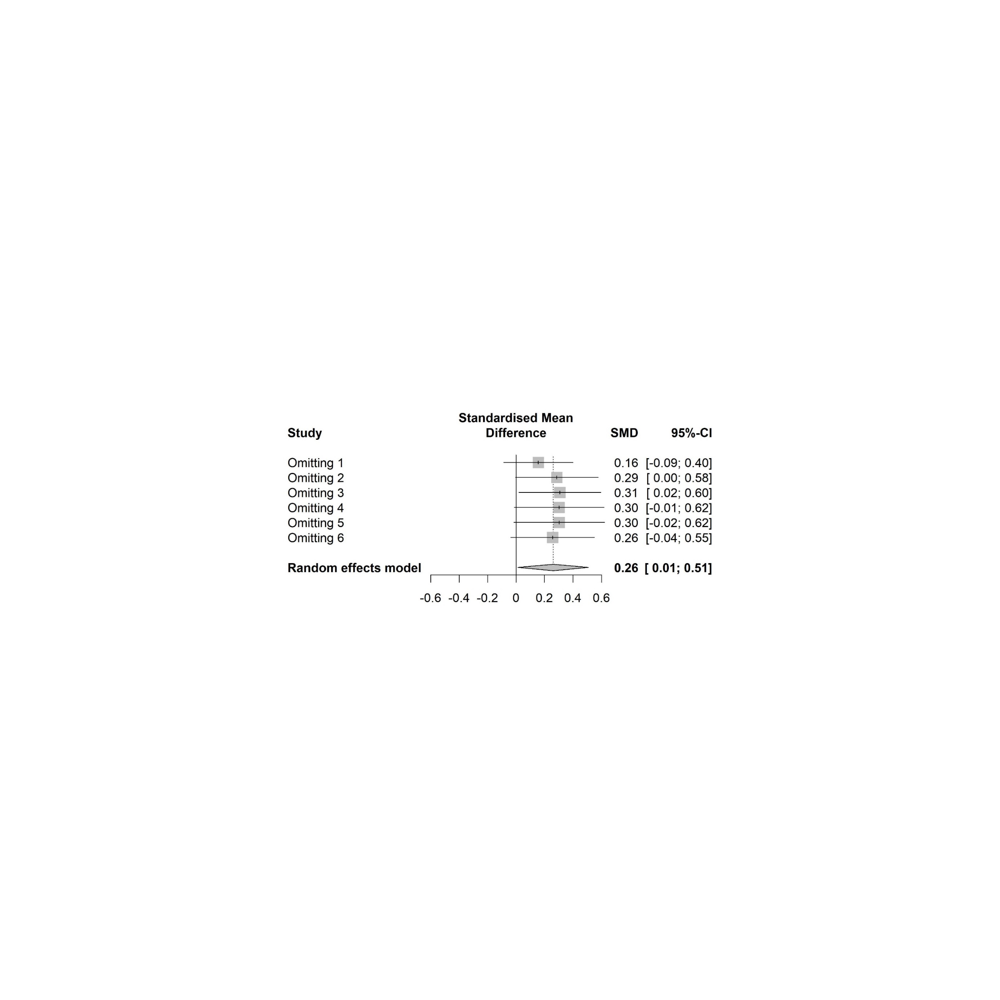 Standardised Mean
Study Difference SMD 95%-CI
Omitting 1 0.16 [-0.09; 0.40]
Omitting 2 0.29 [ 0.00; 0.58]
Omitting 3 0.31 [ 0.02; 0.60]
Omitting 4 0.30 [-0.01; 0.62]
Omitting 5 0.30 [-0.02; 0.62]
Omitting 6 0.26 [-0.04; 0.55]
Random effects model 0.26 [ 0.01; 0.51]
-0.6 -0.4 -0.2 0 0.2 0.4 0.6